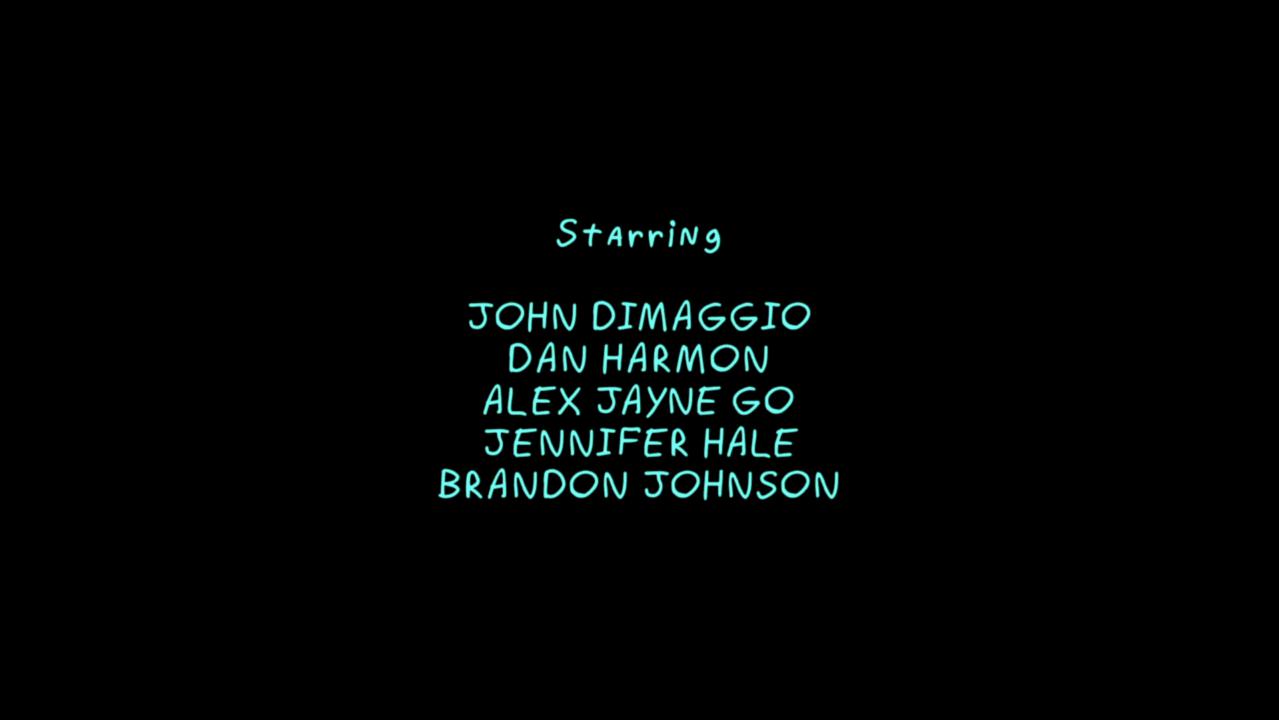 Starring
JOHN DIMAGGIO
DAN HARMON
ALEX JAYNE GO
JENNIFER HALE
BRANDON JOHNSON